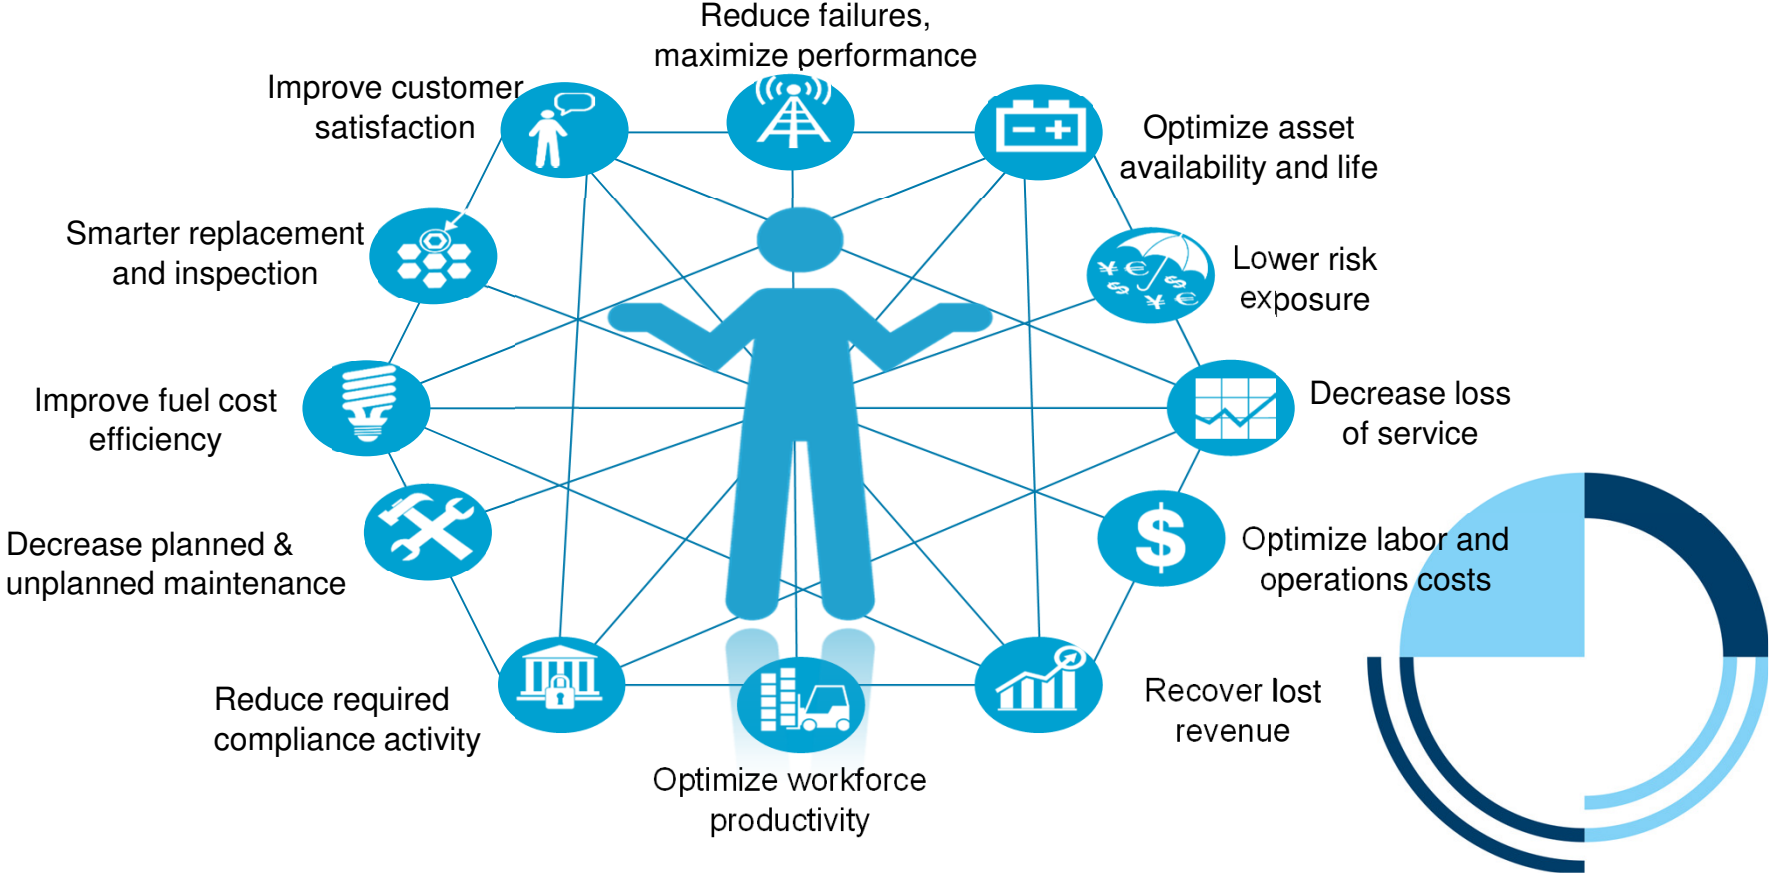 Reduce failures,
maximize performance
Improve customer
satisfaction
Optimize asset
availability and life
Smarter replacement
and inspection
Lower risk
exposure
¥ € $
$ ¥ €
Improve fuel cost
efficiency
Decrease loss
of service
Decrease planned &
unplanned maintenance
$
Optimize labor and
operations costs
Reduce required
compliance activity
Recover lost
revenue
Optimize workforce
productivity